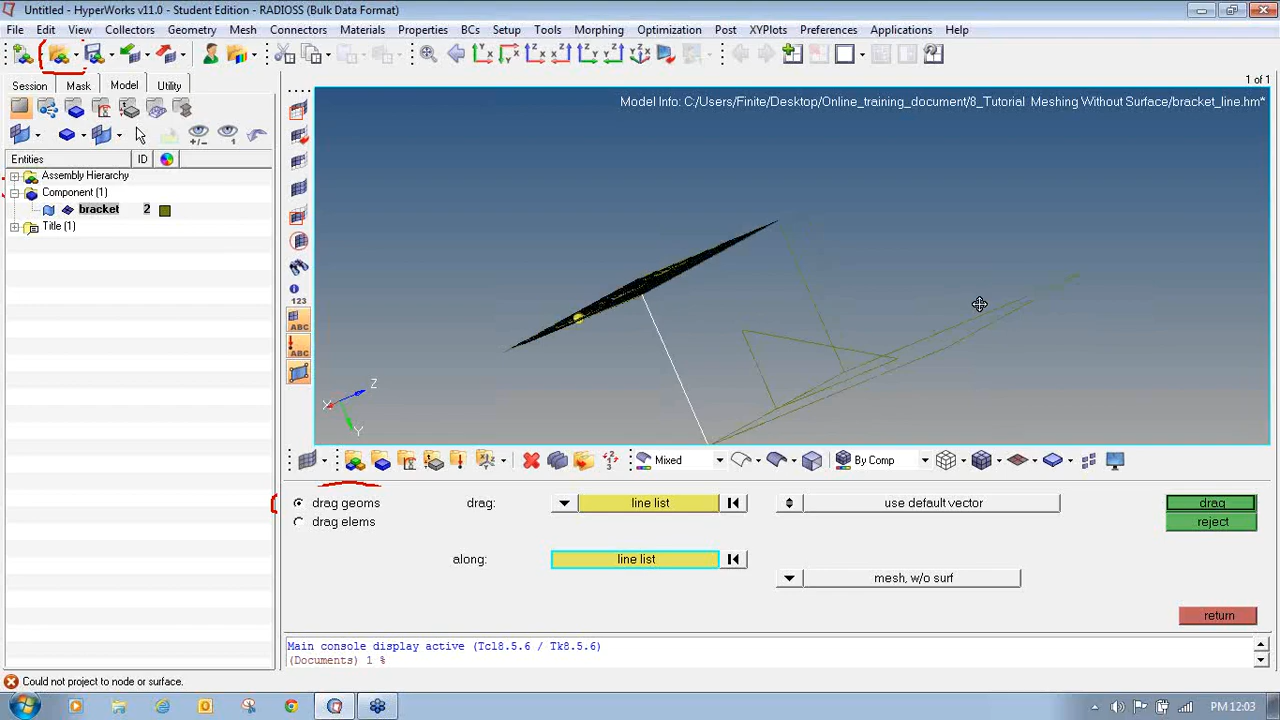 Untitled - HyperWorks v11.0 - Student Edition - RADIOSS (Bulk Data Format)
File Edit View Collectors Geometry Mesh Connectors Materials Properties BCs Setup Tools Morphing Optimization Post XYPlots Preferences Applications Help
1 of 1
Session Mask Model Utility
Model Info: C:/Users/Finite/Desktop/Online_training_document/8_Tutorial Meshing Without Surface/bracket_line.hm*
Entities ID
Assembly Hierarchy
Component (1)
bracket 2
Title (1)
123
ABC
ABC
Z
X
Y
Mixed
By Comp
drag geoms
drag elems
drag:
line list
use default vector
drag
reject
along:
line list
mesh, w/o surf
return
Main console display active (Tcl8.5.6 / Tk8.5.6)
(Documents) 1 %
Could not project to node or surface.
PM 12:03